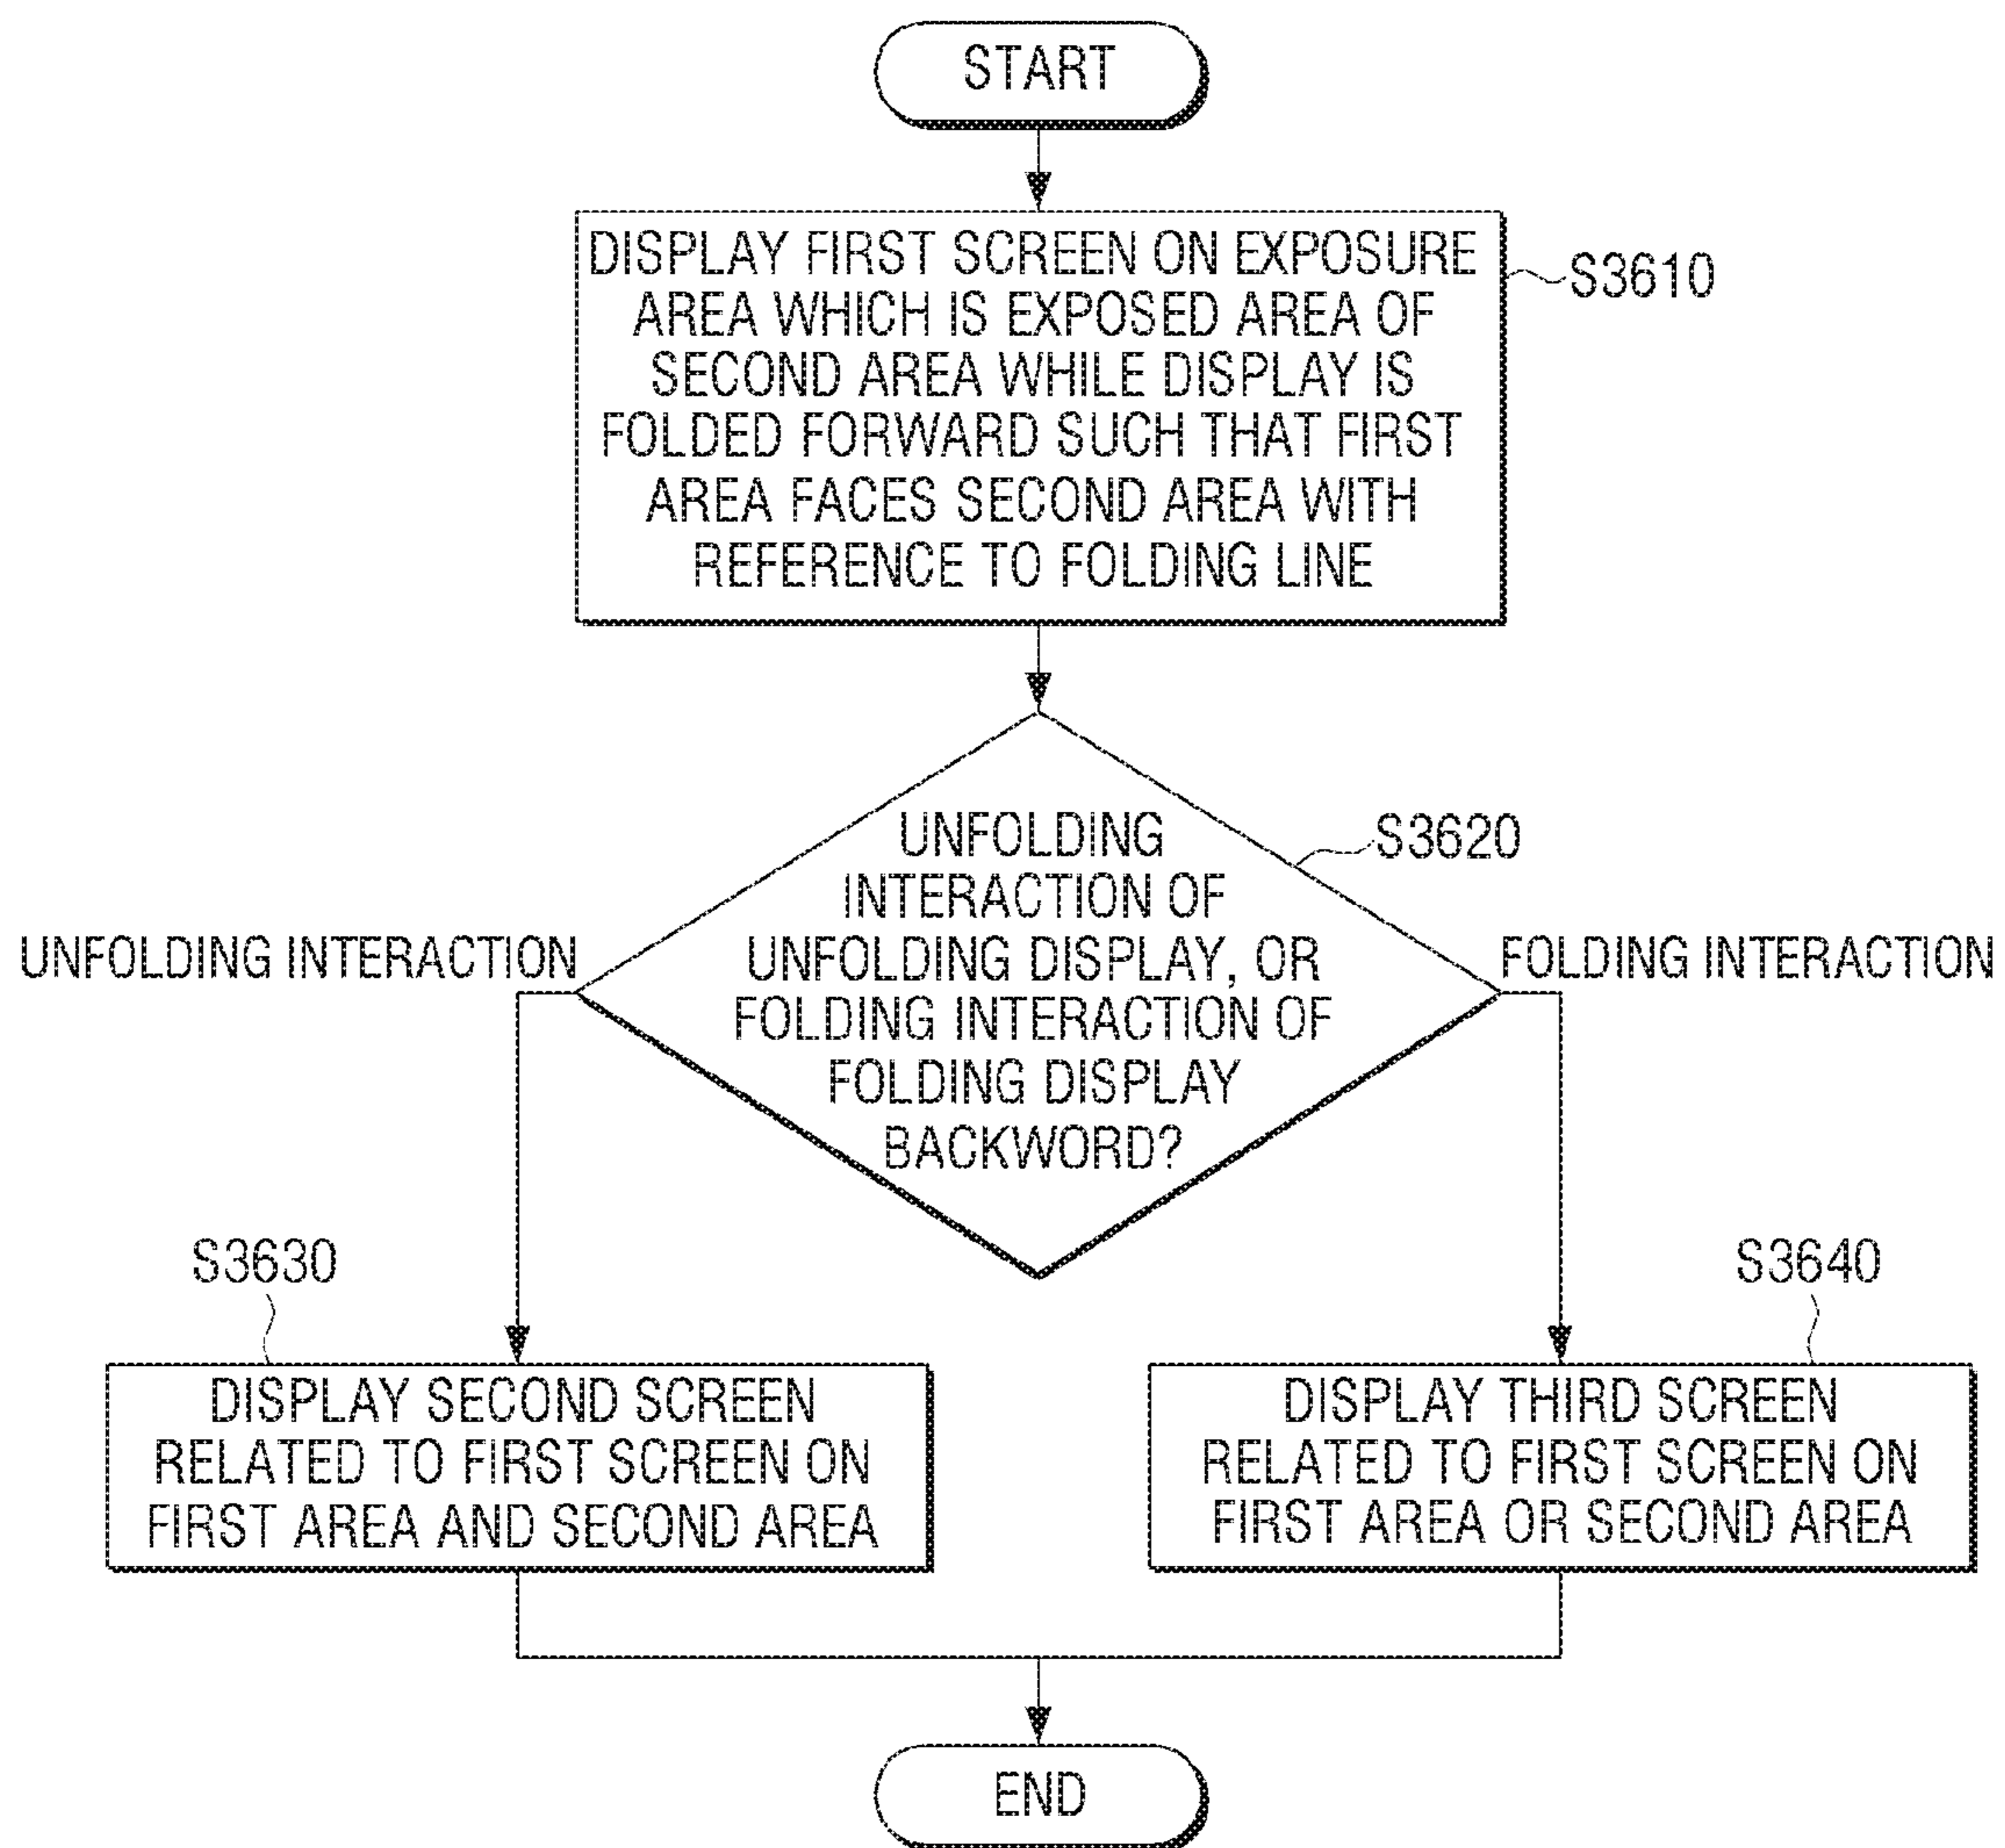 START
DISPLAY FIRST SCREEN ON EXPOSURE
AREA WHICH IS EXPOSED AREA OF
SECOND AREA WHILE DISPLAY IS
FOLDED FORWARD SUCH THAT FIRST
AREA FACES SECOND AREA WITH
REFERENCE TO FOLDING LINE
S3610
UNFOLDING
INTERACTION OF
UNFOLDING DISPLAY, OR
FOLDING INTERACTION OF
FOLDING DISPLAY
BACKWORD?
S3620
UNFOLDING INTERACTION
FOLDING INTERACTION
S3630
DISPLAY SECOND SCREEN
RELATED TO FIRST SCREEN ON
FIRST AREA AND SECOND AREA
S3640
DISPLAY THIRD SCREEN
RELATED TO FIRST SCREEN ON
FIRST AREA OR SECOND AREA
END